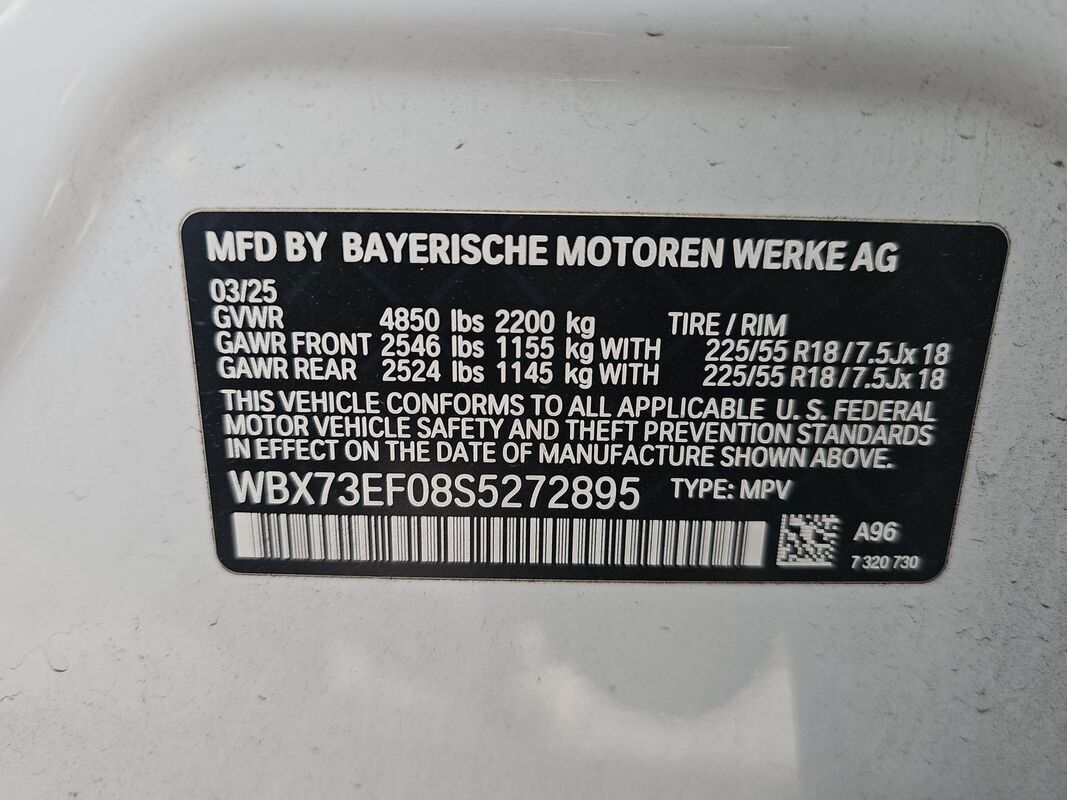 MFD BY BAYERISCHE MOTOREN WERKE AG
03/25
GVWR 4850 lbs 2200 kg TIRE / RIM
GAWR FRONT 2546 lbs 1155 kg WITH 225/55 R18 / 7.5Jx 18
GAWR REAR 2524 lbs 1145 kg WITH 225/55 R18 / 7.5Jx 18
THIS VEHICLE CONFORMS TO ALL APPLICABLE U. S. FEDERAL
MOTOR VEHICLE SAFETY AND THEFT PREVENTION STANDARDS
IN EFFECT ON THE DATE OF MANUFACTURE SHOWN ABOVE.
WBX73EF08S5272895 TYPE: MPV
A96
7 320 730